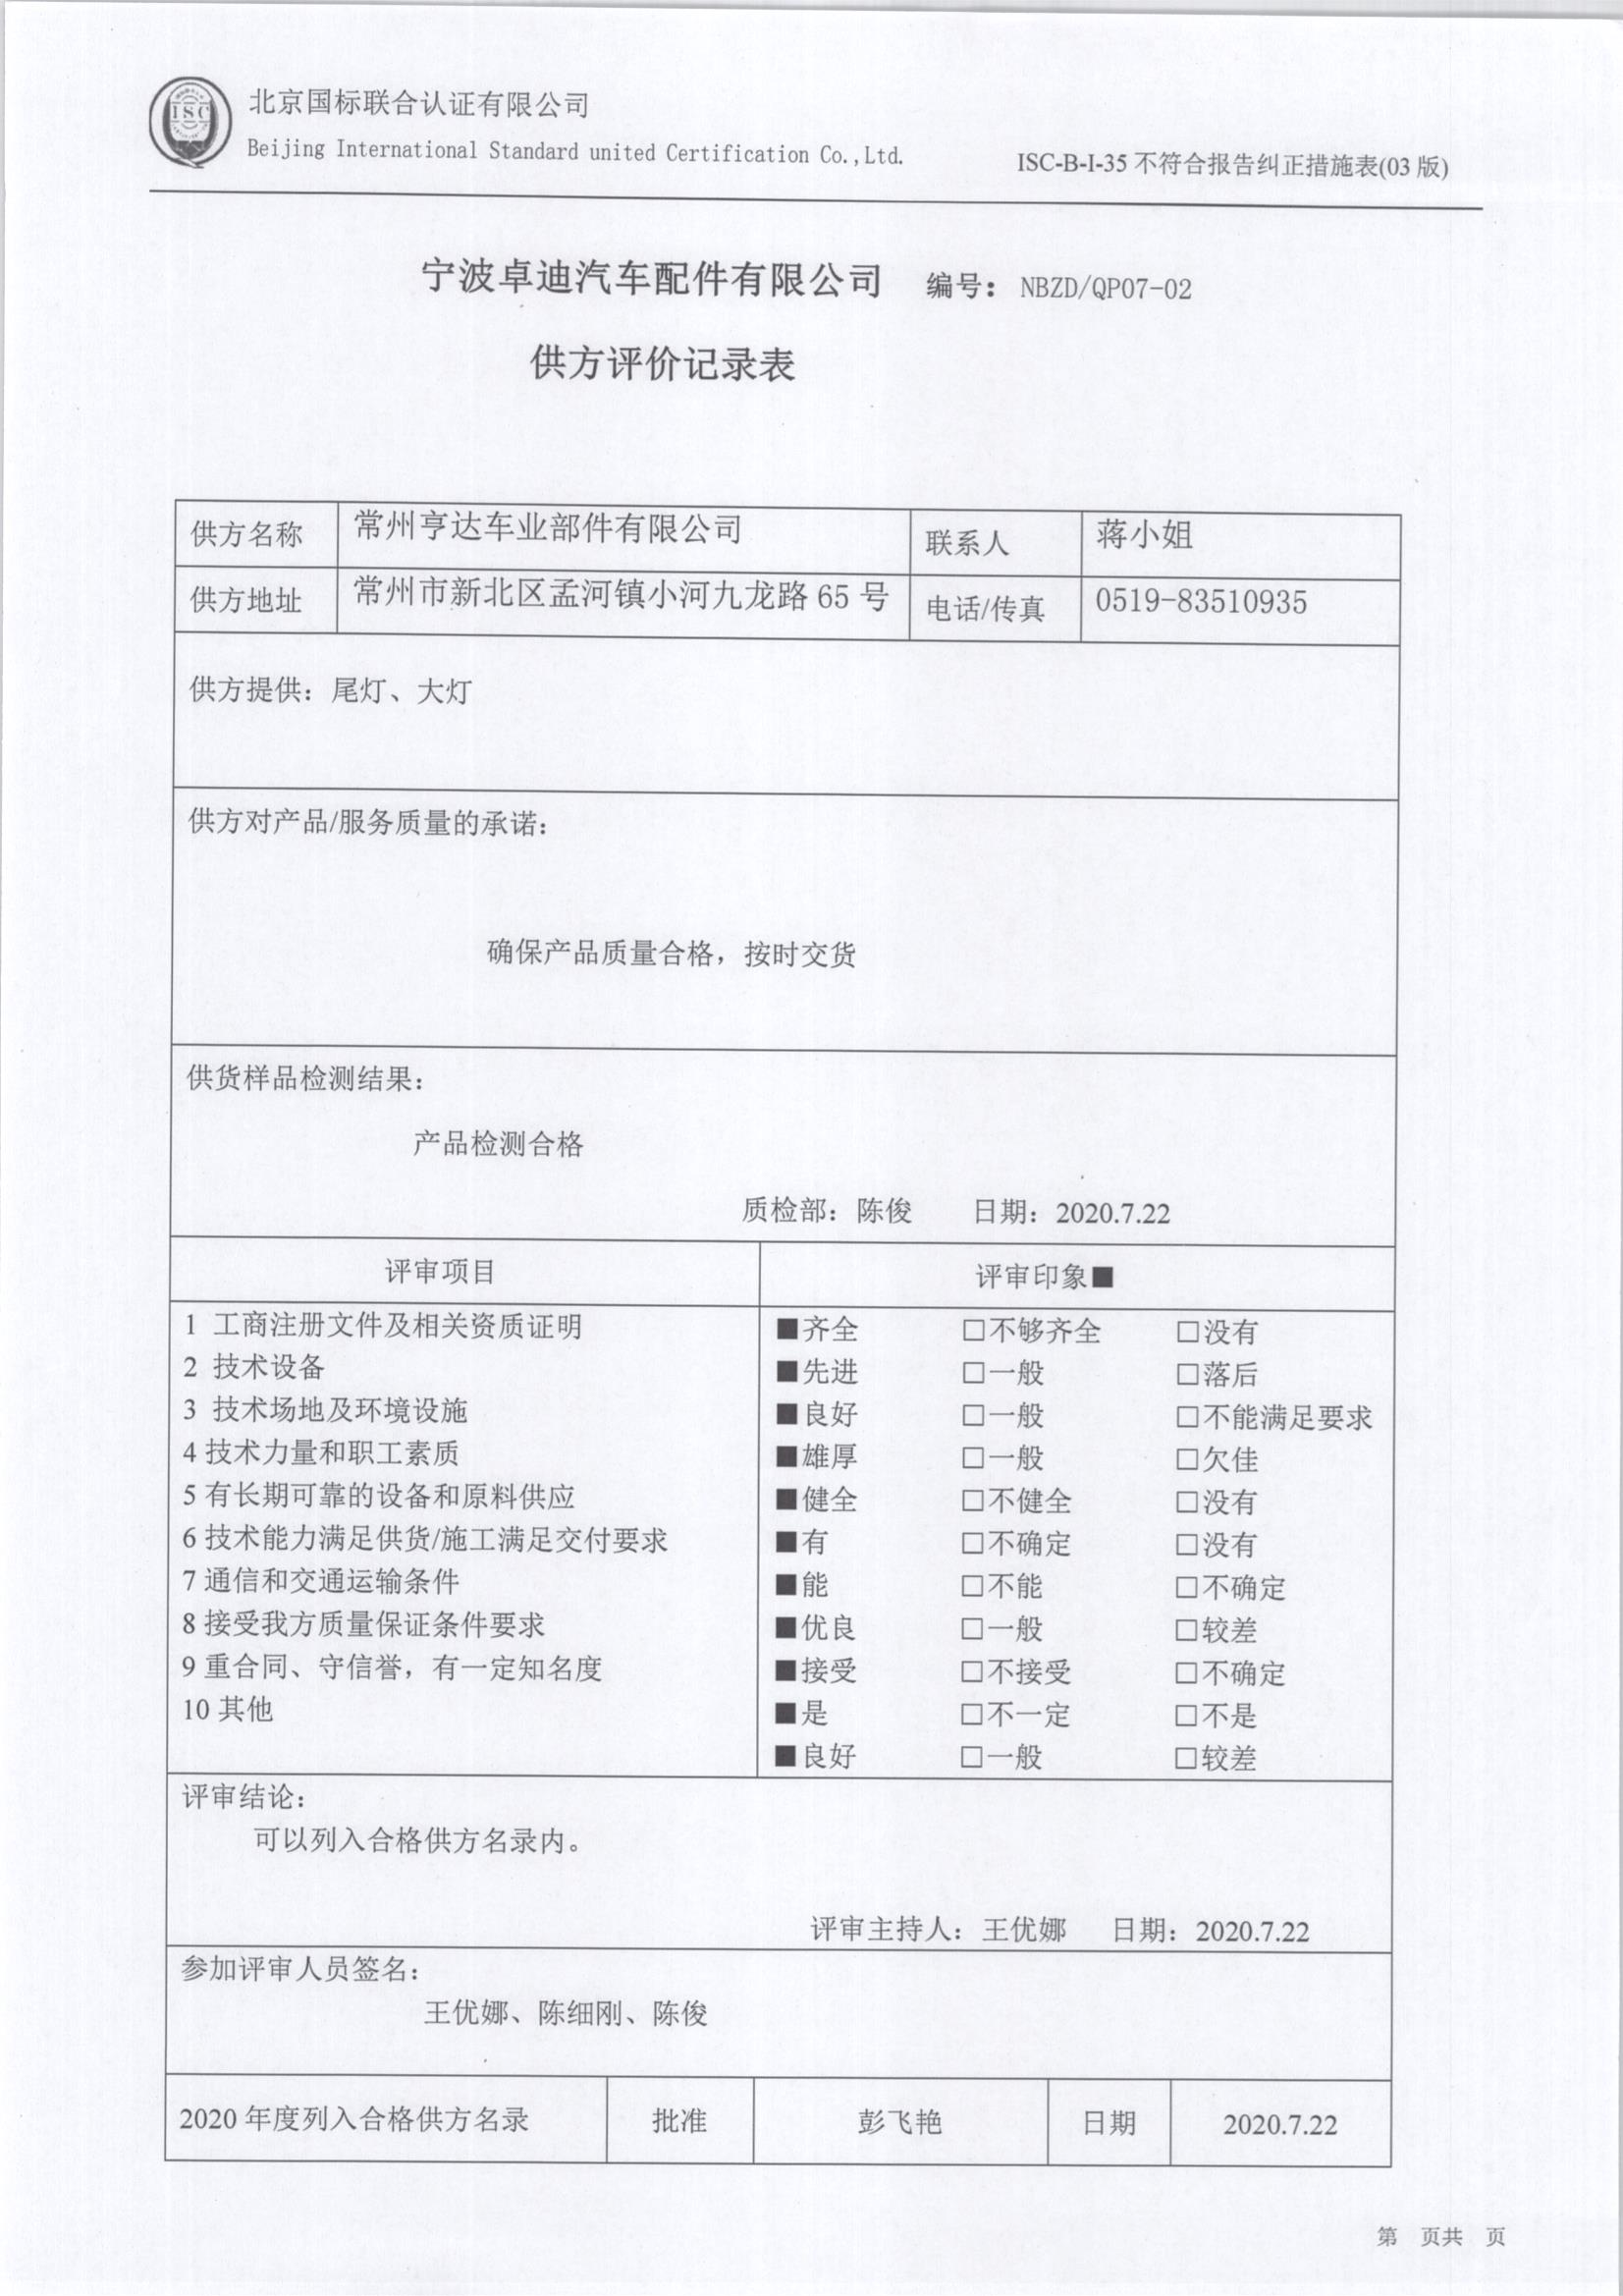 ISC
北京国标联合认证有限公司
Beijing International Standard united Certification Co.,Ltd.
ISC-B-I-35 不符合报告纠正措施表(03 版)
宁波卓迪汽车配件有限公司 编号： NBZD/QP07-02
供方评价记录表
供方名称 常州亨达车业部件有限公司 联系人 蒋小姐
供方地址 常州市新北区孟河镇小河九龙路 65 号 电话/传真 0519-83510935
供方提供：尾灯、大灯
供方对产品/服务质量的承诺：
确保产品质量合格，按时交货
供货样品检测结果：
产品检测合格
质检部：陈俊 日期：2020.7.22
评审项目 评审印象■
1 工商注册文件及相关资质证明 ■齐全 □不够齐全 □没有
2 技术设备 ■先进 □一般 □落后
3 技术场地及环境设施 ■良好 □一般 □不能满足要求
4 技术力量和职工素质 ■雄厚 □一般 □欠佳
5 有长期可靠的设备和原料供应 ■健全 □不健全 □没有
6 技术能力满足供货/施工满足交付要求 ■有 □不确定 □没有
7 通信和交通运输条件 ■能 □不能 □不确定
8 接受我方质量保证条件要求 ■优良 □一般 □较差
9 重合同、守信誉，有一定知名度 ■接受 □不接受 □不确定
10 其他 ■是 □不一定 □不是
■良好 □一般 □较差
评审结论：
可以列入合格供方名录内。
评审主持人：王优娜 日期：2020.7.22
参加评审人员签名：
王优娜、陈细刚、陈俊
2020 年度列入合格供方名录 批准 彭飞艳 日期 2020.7.22
第 页共 页